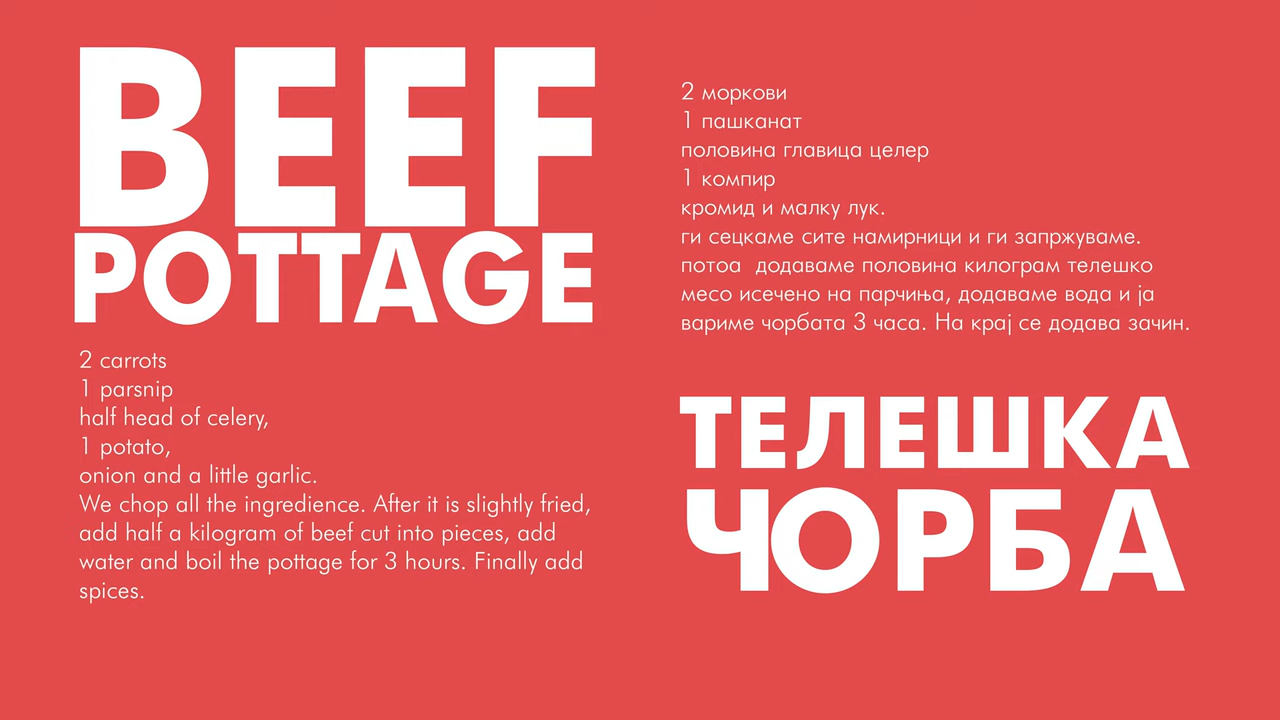 BEEF
POTTAGE
2 carrots
1 parsnip
half head of celery,
1 potato,
onion and a little garlic.
We chop all the ingredience. After it is slightly fried,
add half a kilogram of beef cut into pieces, add
water and boil the pottage for 3 hours. Finally add
spices.
2 моркови
1 пашканат
половина главица целер
1 компир
кромид и малку лук.
ги сецкаме сите намирници и ги запржуваме.
потоа  додаваме половина килограм телешко
месо исечено на парчиња, додаваме вода и ја
вариме чорбата 3 часа. На крај се додава зачин.
ТЕЛЕШКА
ЧОРБА